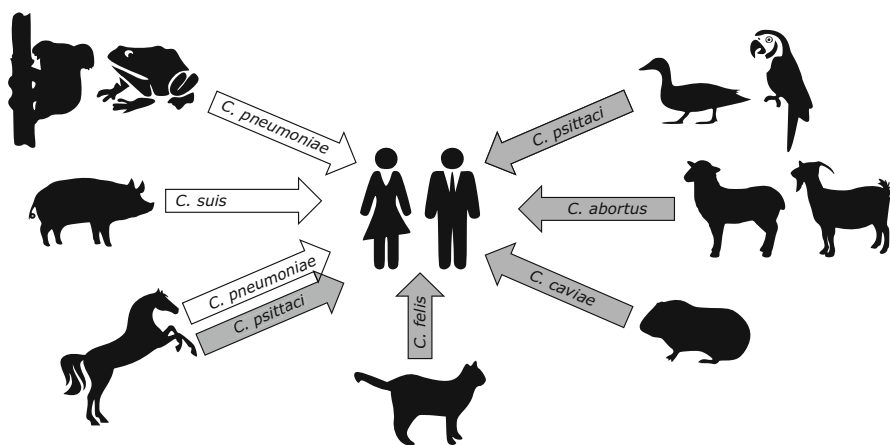 C. pneumoniae
C. psittaci
C. suis
C. abortus
C. pneumoniae
C. psittaci
C. felis
C. caviae